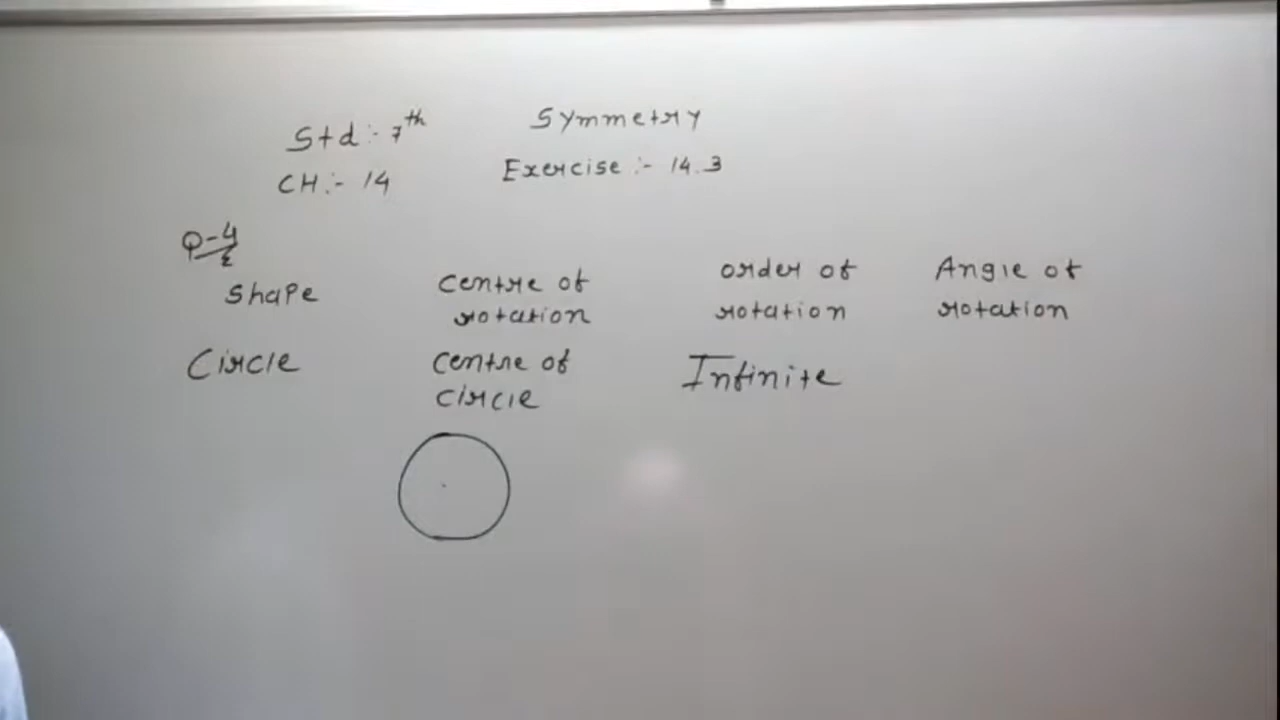 Std :- 7th
Symmetry
CH :- 14
Exercise :- 14.3
Q-4
Shape
Centre of rotation
order of rotation
Angle of rotation
Circle
Centre of circle
Infinite